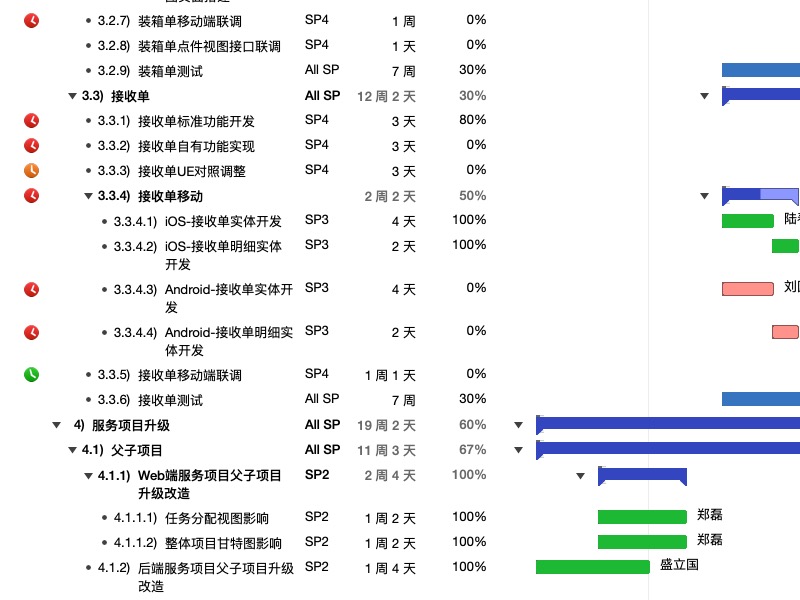 3.2.7) 装箱单移动端联调 SP4 1 周 0%
3.2.8) 装箱单点件视图接口联调 SP4 1 天 0%
3.2.9) 装箱单测试 All SP 7 周 30%
3.3) 接收单 All SP 12 周 2 天 30%
3.3.1) 接收单标准功能开发 SP4 3 天 80%
3.3.2) 接收单自有功能实现 SP4 3 天 0%
3.3.3) 接收单UE对照调整 SP4 3 天 0%
3.3.4) 接收单移动 2 周 2 天 50%
3.3.4.1) iOS-接收单实体开发 SP3 4 天 100%
3.3.4.2) iOS-接收单明细实体 SP3 2 天 100%
开发
3.3.4.3) Android-接收单实体开 SP3 4 天 0%
发
3.3.4.4) Android-接收单明细实 SP3 2 天 0%
体开发
3.3.5) 接收单移动端联调 SP4 1 周 1 天 0%
3.3.6) 接收单测试 All SP 7 周 30%
4) 服务项目升级 All SP 19 周 2 天 60%
4.1) 父子项目 All SP 11 周 3 天 67%
4.1.1) Web端服务项目父子项目 SP2 2 周 4 天 100%
升级改造
4.1.1.1) 任务分配视图影响 SP2 1 周 2 天 100% 郑磊
4.1.1.2) 整体项目甘特图影响 SP2 1 周 2 天 100% 郑磊
4.1.2) 后端服务项目父子项目升级 SP2 1 周 4 天 100% 盛立国
改造